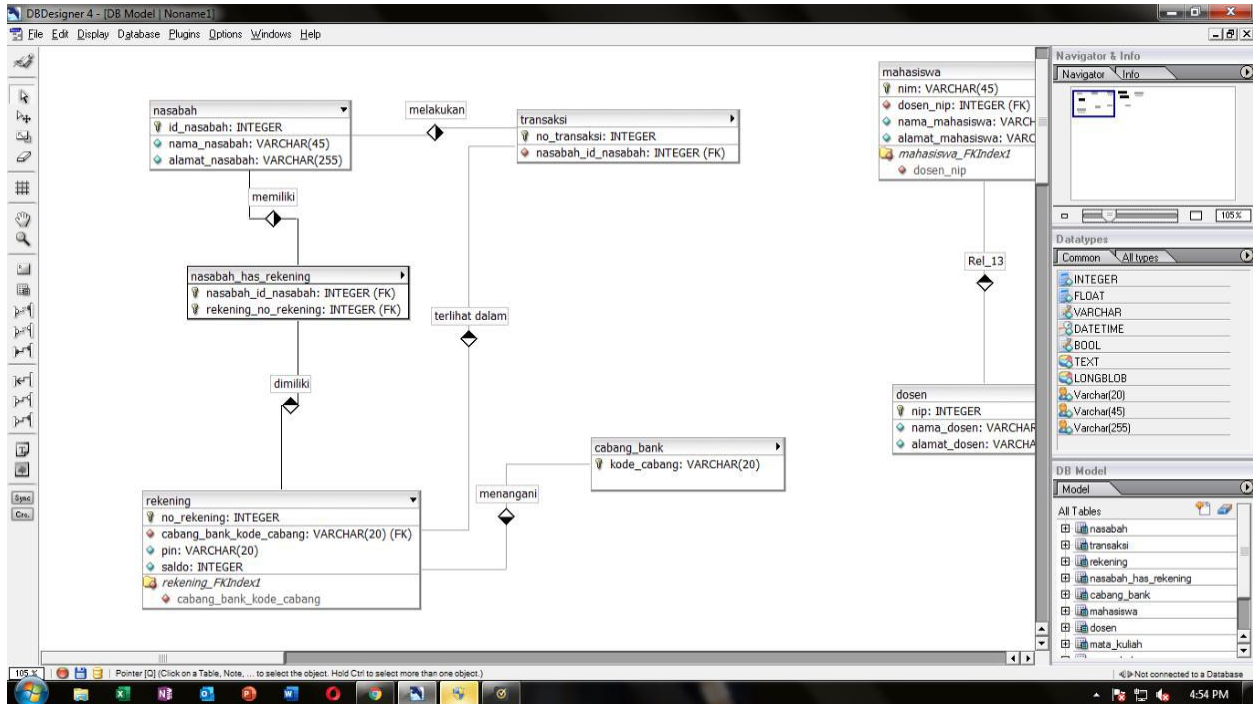 DBDesigner 4 - [DB Model | Noname1]
File Edit Display Database Plugins Options Windows Help
nasabah
id_nasabah: INTEGER
nama_nasabah: VARCHAR(45)
alamat_nasabah: VARCHAR(255)
melakukan
transaksi
no_transaksi: INTEGER
nasabah_id_nasabah: INTEGER (FK)
mahasiswa
nim: VARCHAR(45)
dosen_nip: INTEGER (FK)
nama_mahasiswa: VARCH
alamat_mahasiswa: VARC
mahasiswa_FKIndex1
dosen_nip
memiliki
nasabah_has_rekening
nasabah_id_nasabah: INTEGER (FK)
rekening_no_rekening: INTEGER (FK)
terlihat dalam
Rel_13
dimiliki
dosen
nip: INTEGER
nama_dosen: VARCHAR
alamat_dosen: VARCHA
cabang_bank
kode_cabang: VARCHAR(20)
menangani
rekening
no_rekening: INTEGER
cabang_bank_kode_cabang: VARCHAR(20) (FK)
pin: VARCHAR(20)
saldo: INTEGER
rekening_FKIndex1
cabang_bank_kode_cabang
Navigator & Info
Navigator Info
105 %
Datatypes
Common All types
INTEGER
FLOAT
VARCHAR
DATETIME
BOOL
TEXT
LONGBLOB
Varchar(20)
Varchar(45)
Varchar(255)
DB Model
Model
All Tables
nasabah
transaksi
rekening
nasabah_has_rekening
cabang_bank
mahasiswa
dosen
mata_kuliah
Sync
105 % Pointer [Q] (Click on a Table, Note, ... to select the object. Hold Ctrl to select more than one object.) Not connected to a Database
4:54 PM